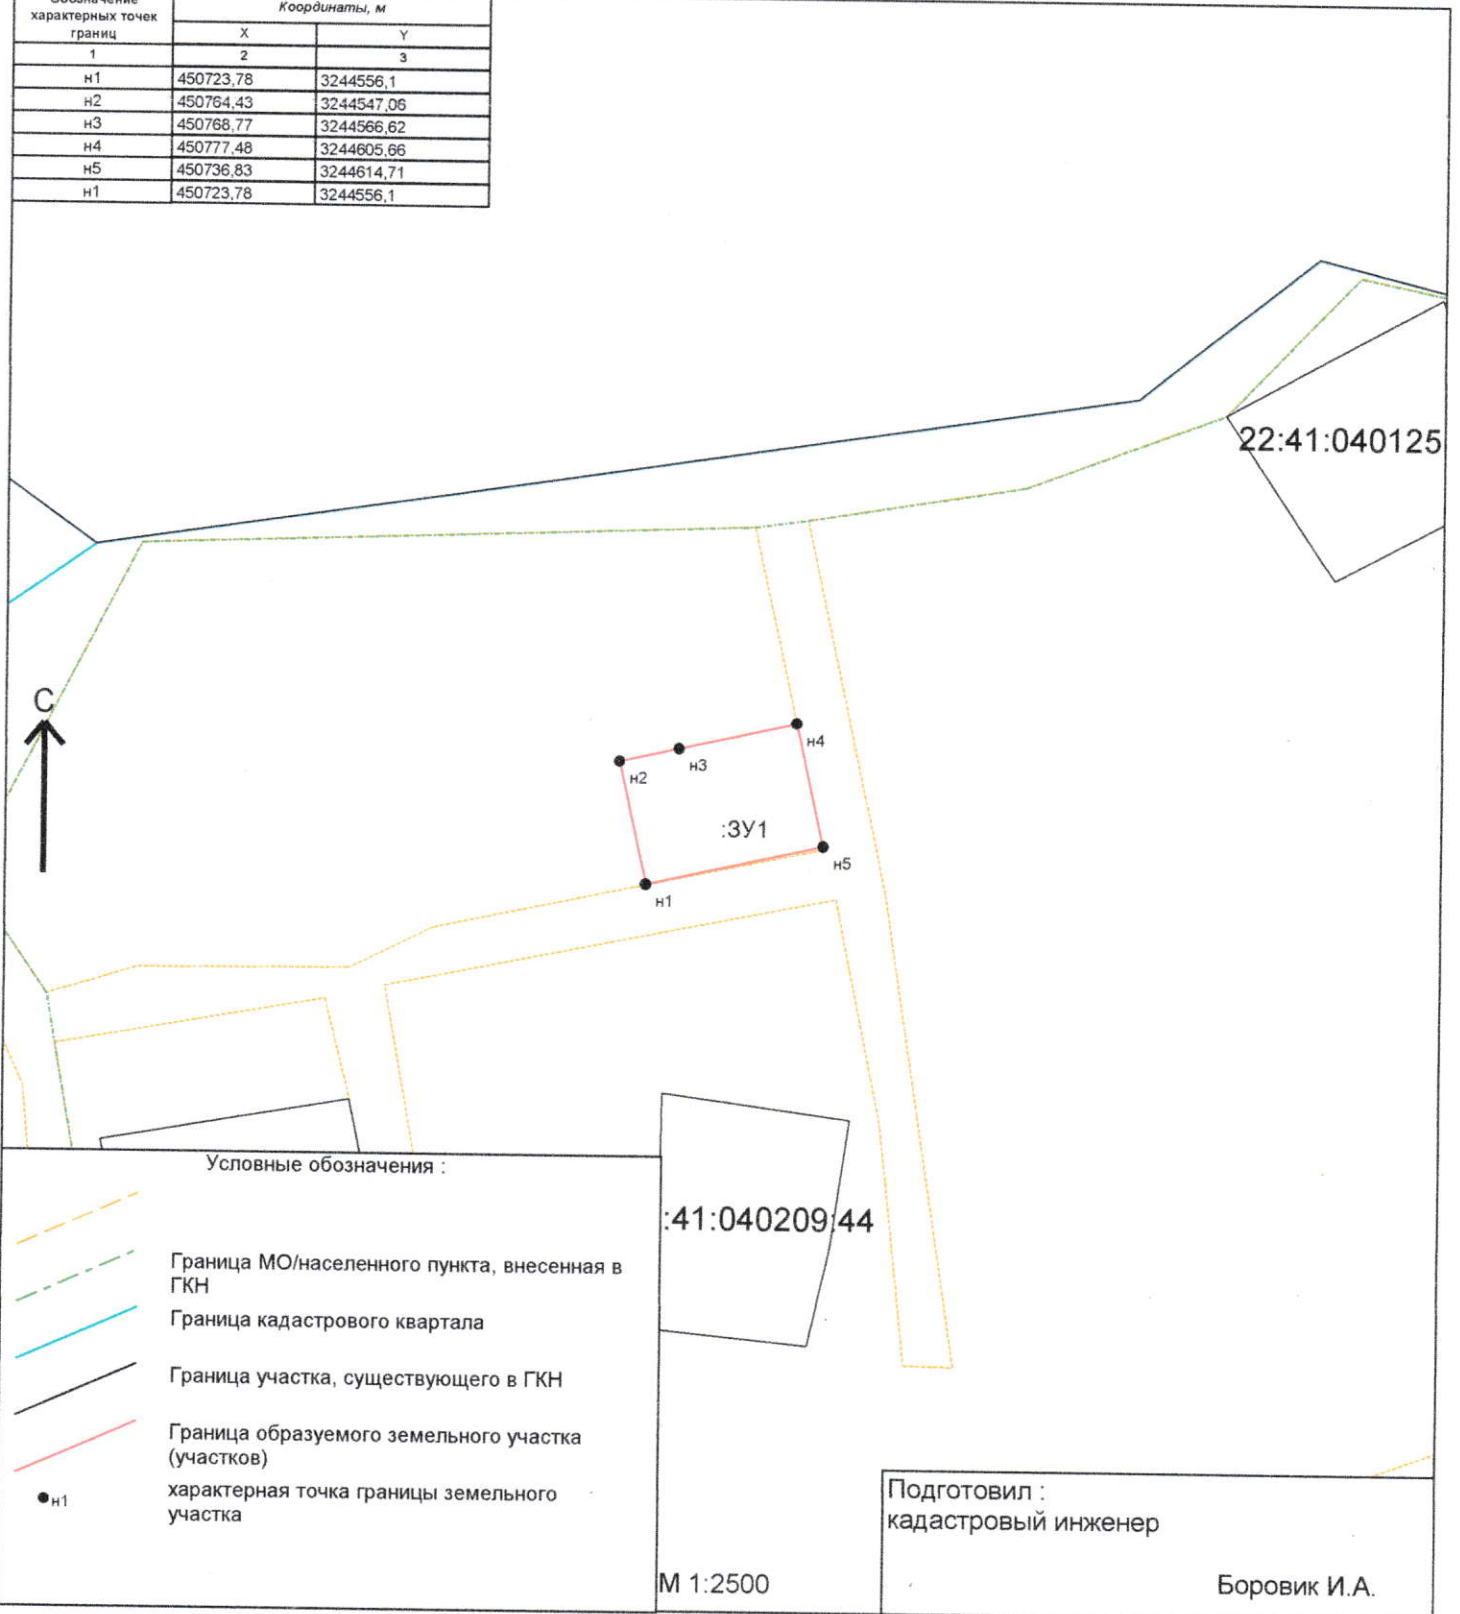 характерных точек
границ
Координаты, м
X Y
1 2 3
н1 450723,78 3244556,1
н2 450764,43 3244547,06
н3 450768,77 3244566,62
н4 450777,48 3244605,66
н5 450736,83 3244614,71
н1 450723,78 3244556,1
22:41:040125
С
н4
н3
н2
:ЗУ1
н5
н1
:41:040209:44
Условные обозначения :
Граница МО/населенного пункта, внесенная в
ГКН
Граница кадастрового квартала
Граница участка, существующего в ГКН
Граница образуемого земельного участка
(участков)
н1
характерная точка границы земельного
участка
М 1:2500
Подготовил :
кадастровый инженер
Боровик И.А.